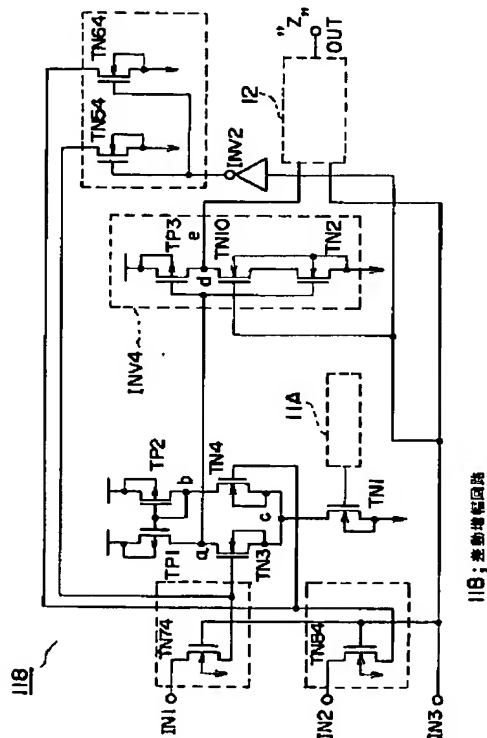 118
IN1
IN2
IN3
TN74
TN84
TP1
TP2
a
b
TN3
TN4
c
TN1
11A
INV4
TP3
d
e
TN10
TN2
INV2
TN54
TN64
12
"Z"
OUT
118; 差動増幅回路